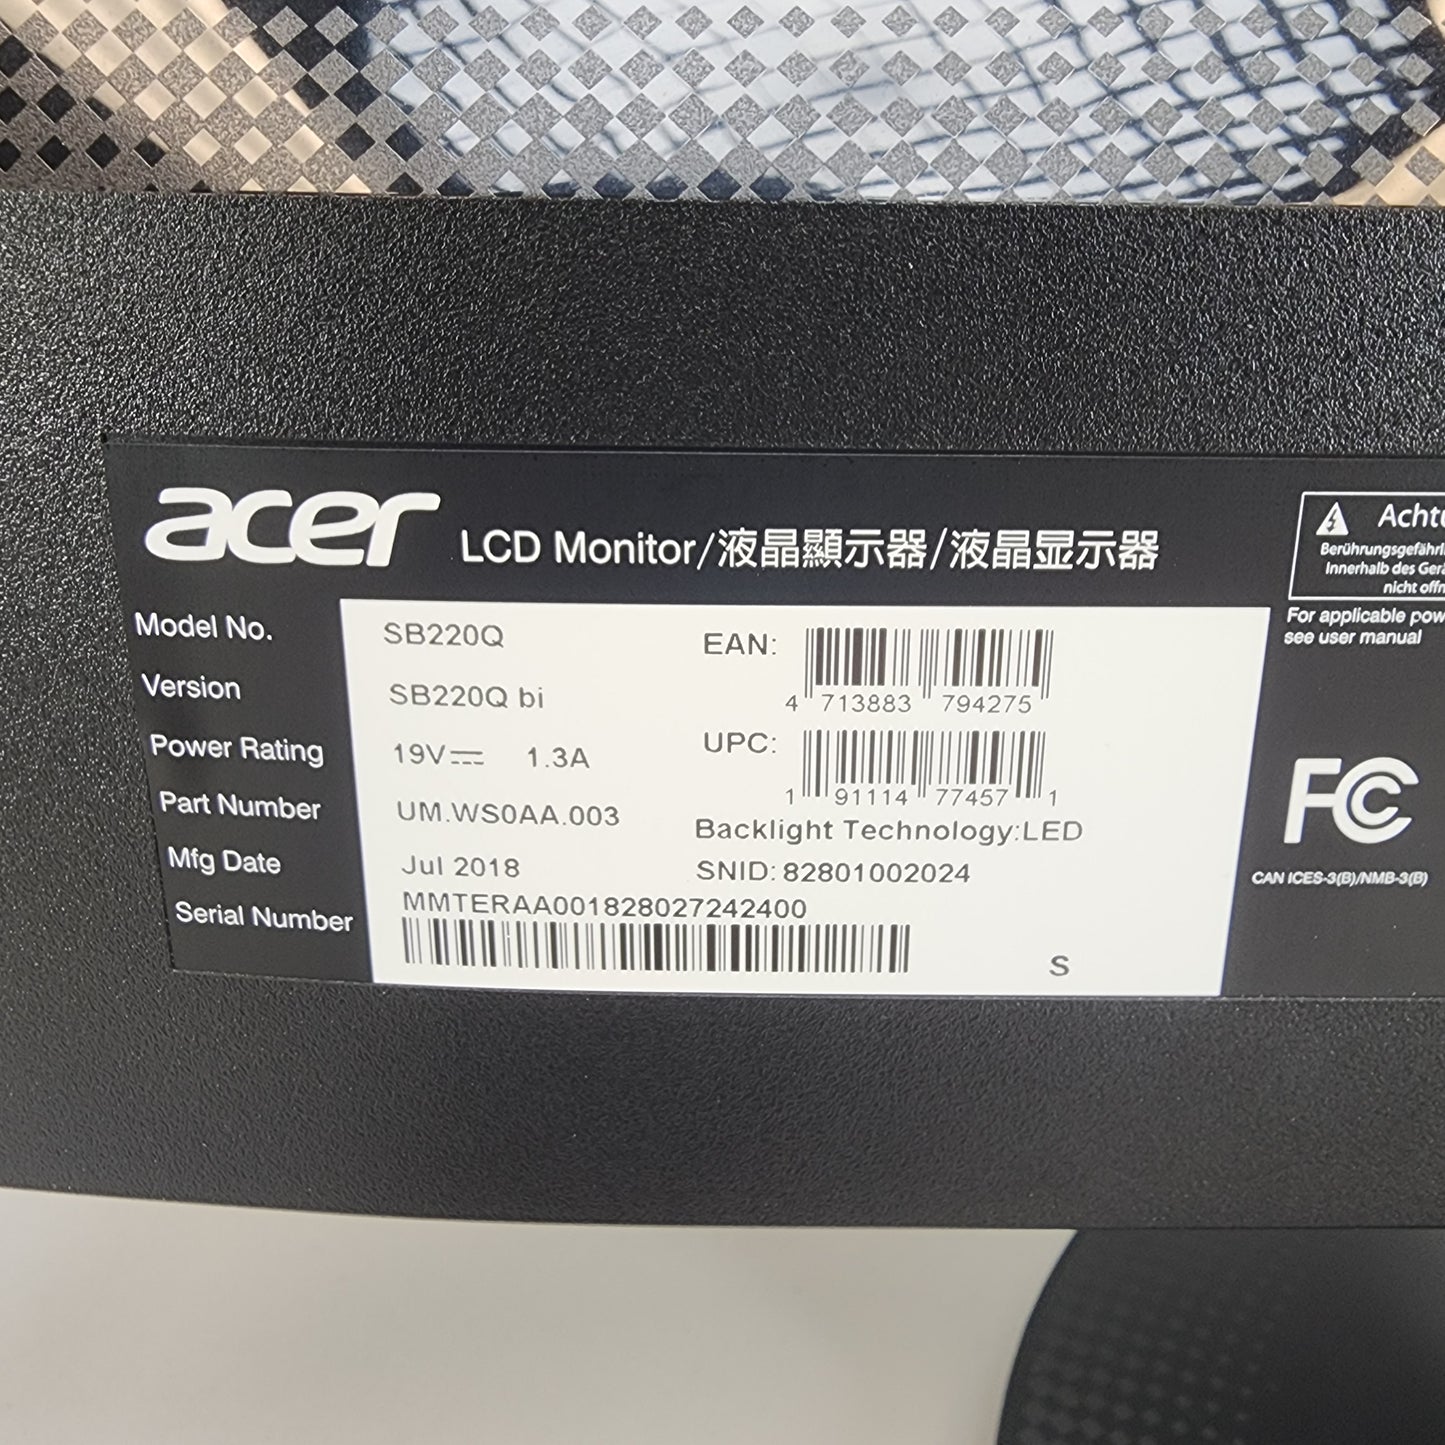 acer LCD Monitor/液晶顯示器/液晶显示器
Model No. SB220Q
Version SB220Q bi
Power Rating 19V 1.3A
Part Number UM.WS0AA.003
Mfg Date Jul 2018
Serial Number MMTERAA001828027242400
EAN:
4 713883 794275
UPC:
1 91114 77457 1
Backlight Technology:LED
SNID: 82801002024
S
For applicable
see user manual
Innerhalb des
nicht
FC
CAN ICES-3(B)/NMB-3(B)